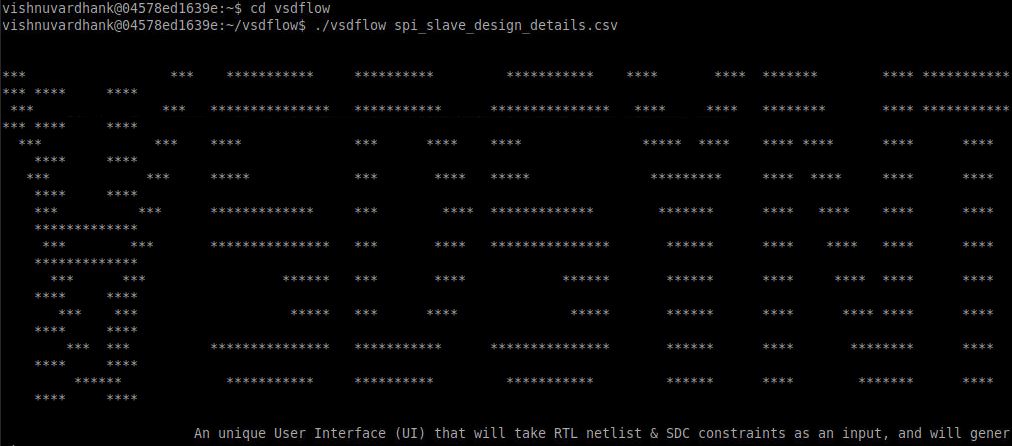 vishnuvardhank@04578ed1639e:~$ cd vsdflow
vishnuvardhank@04578ed1639e:~/vsdflow$ ./vsdflow spi_slave_design_details.csv
***                  ***    ***********     **********         ***********    ****       ****  *******        **** ***********
*** ****     ****
 ***                ***   ***************   ***********      ***************   ****     ****   ********       **** ***********
*** ****     ****
  ***              ***    ****              ***      ****    ****               *****  ****    **** ****      ****      ****
    ****     ****
   ***            ***     *****             ***       ****   *****               *********     ****  ****     ****      ****
    ****     ****
    ***          ***      *************     ***        ****  *************        *******      ****   ****    ****      ****
    *************
     ***        ***       ***************   ***       ****   ***************       ******      ****    ****   ****      ****
    *************
      ***      ***                 ******   ***       ****            ******       ******      ****     **** ****      ****
    ****     ****
       ***    ***                   *****   ***      ****              *****       ******      ****      **** ****      ****
    ****     ****
        ***  ***          ***************   ***********      ***************       ******      ****       ********      ****
    ****     ****
         ******             ***********     **********         ***********         ******      ****        *******      ****
    ****     ****
An unique User Interface (UI) that will take RTL netlist & SDC constraints as an input, and will gener